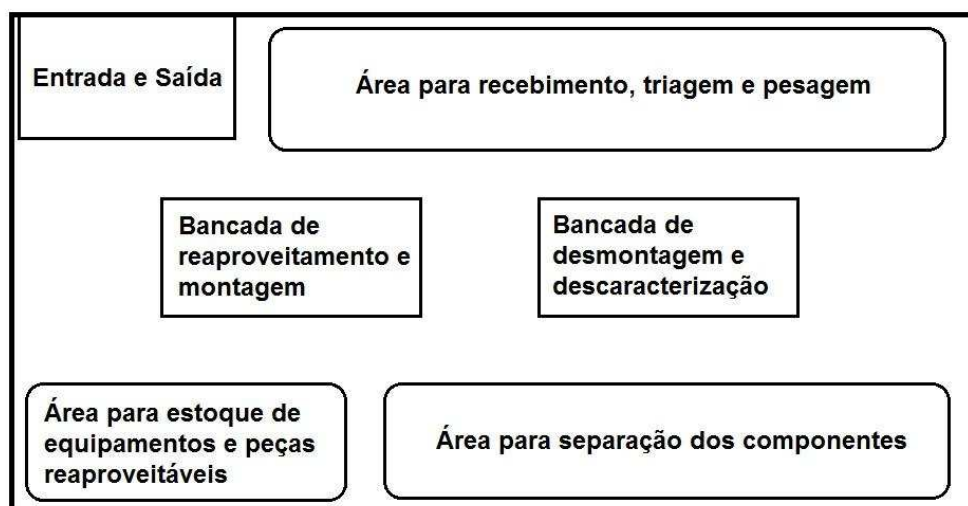 Entrada e Saída
Área para recebimento, triagem e pesagem
Bancada de
reaproveitamento e
montagem
Bancada de
desmontagem e
descaracterização
Área para estoque de
equipamentos e peças
reaproveitáveis
Área para separação dos componentes